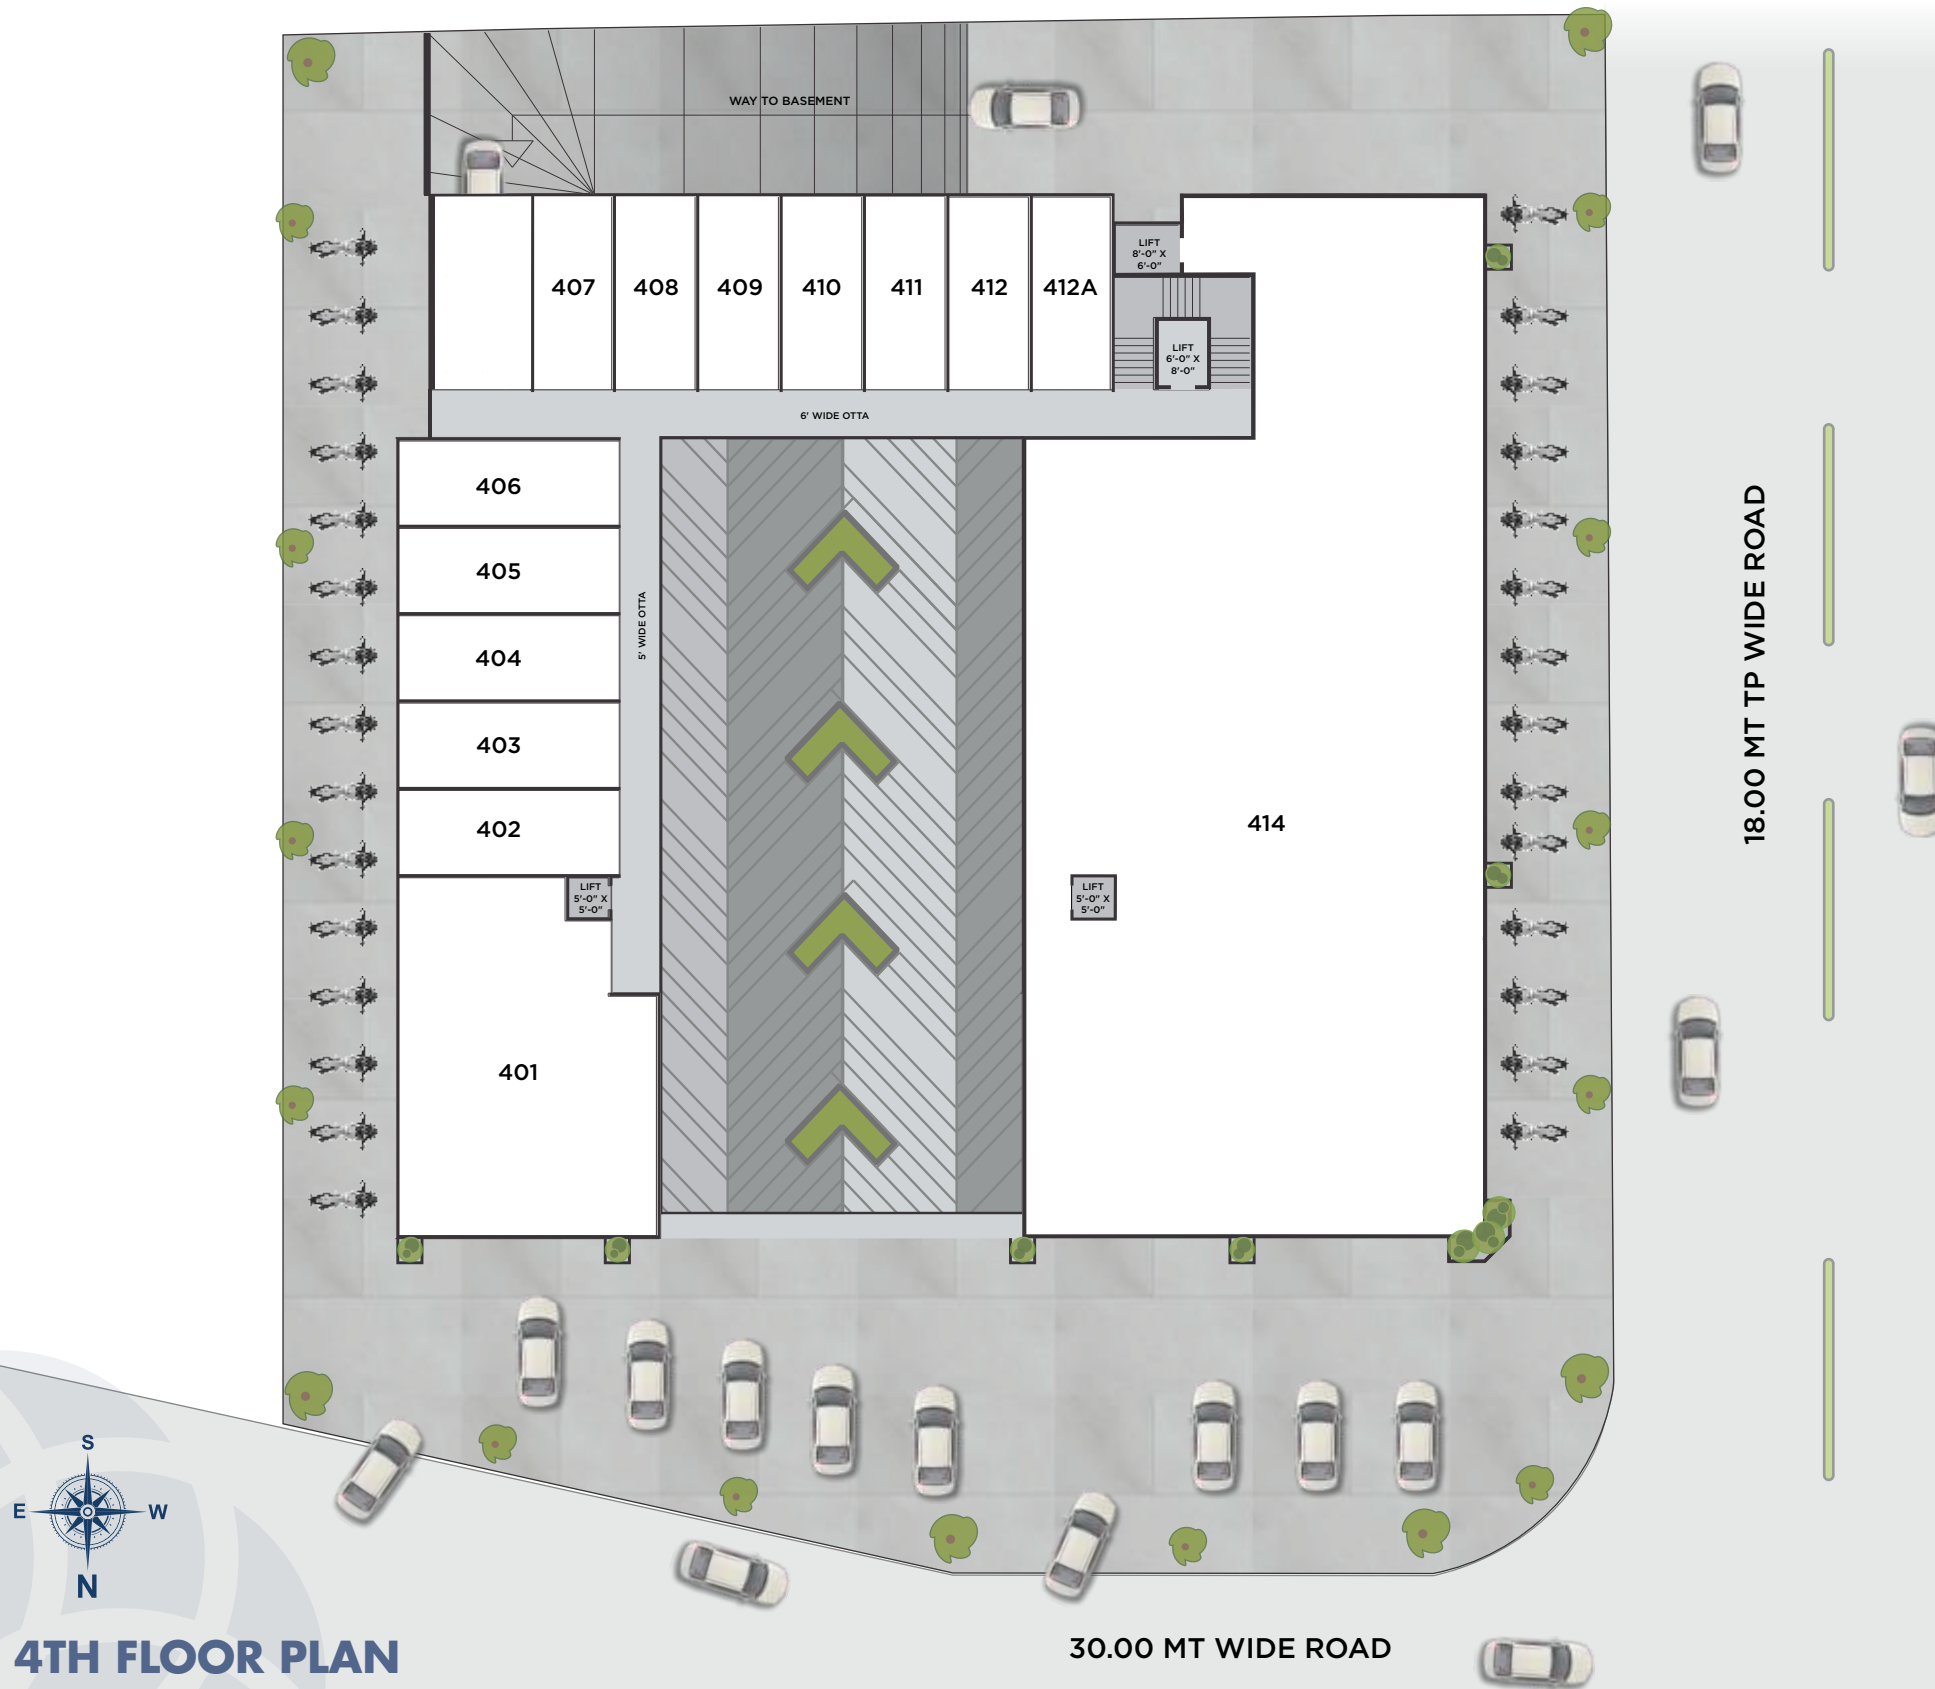 WAY TO BASEMENT
LIFT
8'-0" X
6'-0"
407
408
409
410
411
412
412A
LIFT
6'-0" X
8'-0"
6' WIDE OTTA
406
405
404
403
402
5' WIDE OTTA
LIFT
5'-0" X
5'-0"
401
414
LIFT
5'-0" X
5'-0"
18.00 MT TP WIDE ROAD
S
E
W
N
4TH FLOOR PLAN
30.00 MT WIDE ROAD